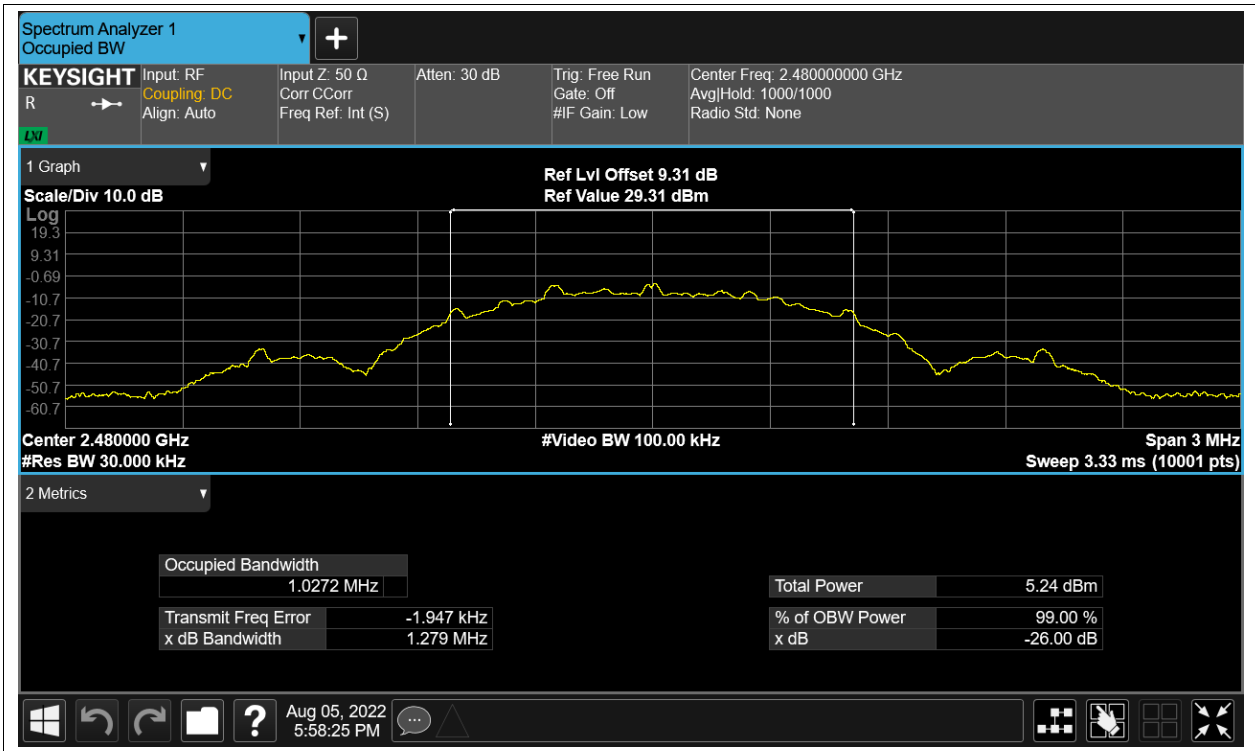 Spectrum Analyzer 1
Occupied BW
KEYSIGHT Input: RF Input Z: 50 Ω Atten: 30 dB Trig: Free Run Center Freq: 2.480000000 GHz
R Coupling: DC Corr CCorr Gate: Off Avg|Hold: 1000/1000
Align: Auto Freq Ref: Int (S) #IF Gain: Low Radio Std: None
LXI
1 Graph
Ref Lvl Offset 9.31 dB
Scale/Div 10.0 dB Ref Value 29.31 dBm
Log
19.3
9.31
-0.69
-10.7
-20.7
-30.7
-40.7
-50.7
-60.7
Center 2.480000 GHz #Video BW 100.00 kHz Span 3 MHz
#Res BW 30.000 kHz Sweep 3.33 ms (10001 pts)
2 Metrics
Occupied Bandwidth
1.0272 MHz Total Power 5.24 dBm
Transmit Freq Error -1.947 kHz % of OBW Power 99.00 %
x dB Bandwidth 1.279 MHz x dB -26.00 dB
? Aug 05, 2022
5:58:25 PM